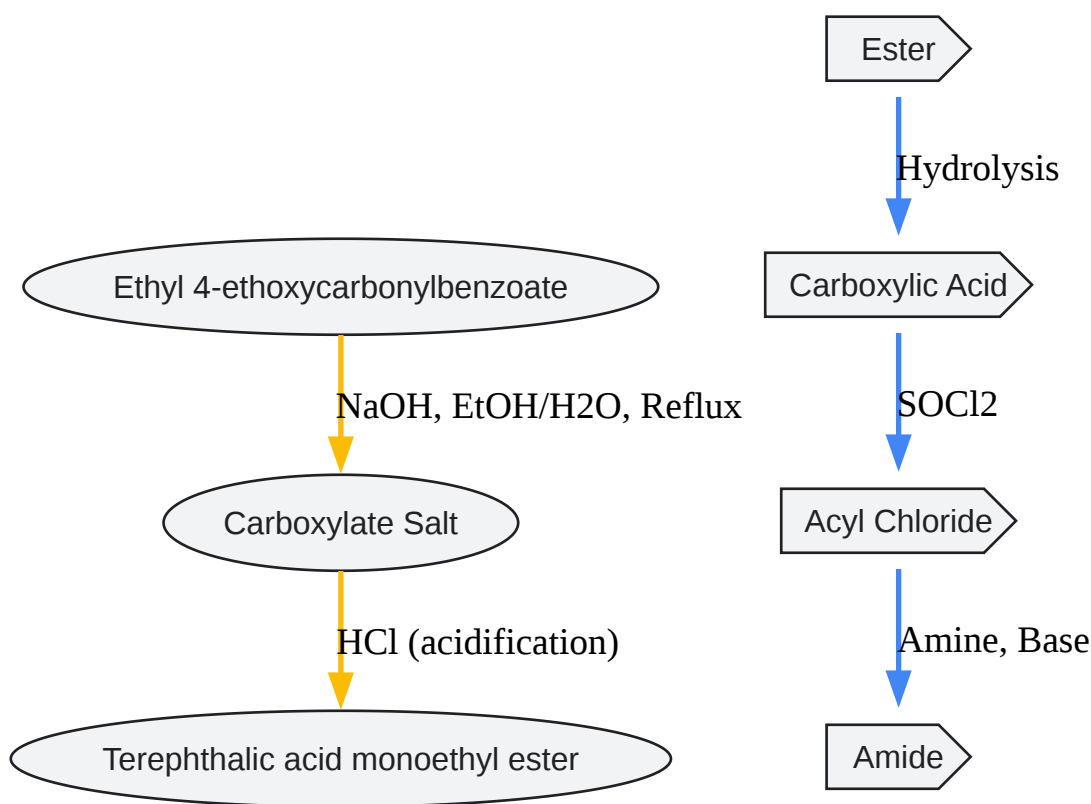 Ester
Hydrolysis
Ethyl 4-ethoxycarbonylbenzoate
Carboxylic Acid
NaOH, EtOH/H2O, Reflux
SOCl2
Carboxylate Salt
Acyl Chloride
HCl (acidification)
Amine, Base
Terephthalic acid monoethyl ester
Amide